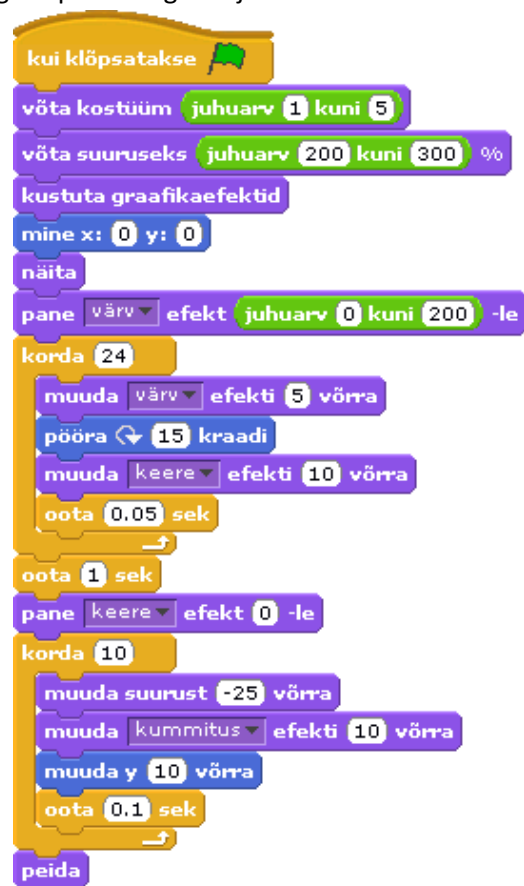 kui klõpsatakse
võta kostüüm juhuarv 1 kuni 5
võta suuruseks juhuarv 200 kuni 300 %
kustuta graafikaefektid
mine x: 0 y: 0
näita
pane värv efekt juhuarv 0 kuni 200 -le
korda 24
muuda värv efekti 5 võrra
pööra 15 kraadi
muuda keere efekti 10 võrra
oota 0.05 sek
oota 1 sek
pane keere efekt 0 -le
korda 10
muuda suurust -25 võrra
muuda kummitus efekti 10 võrra
muuda y 10 võrra
oota 0.1 sek
peida